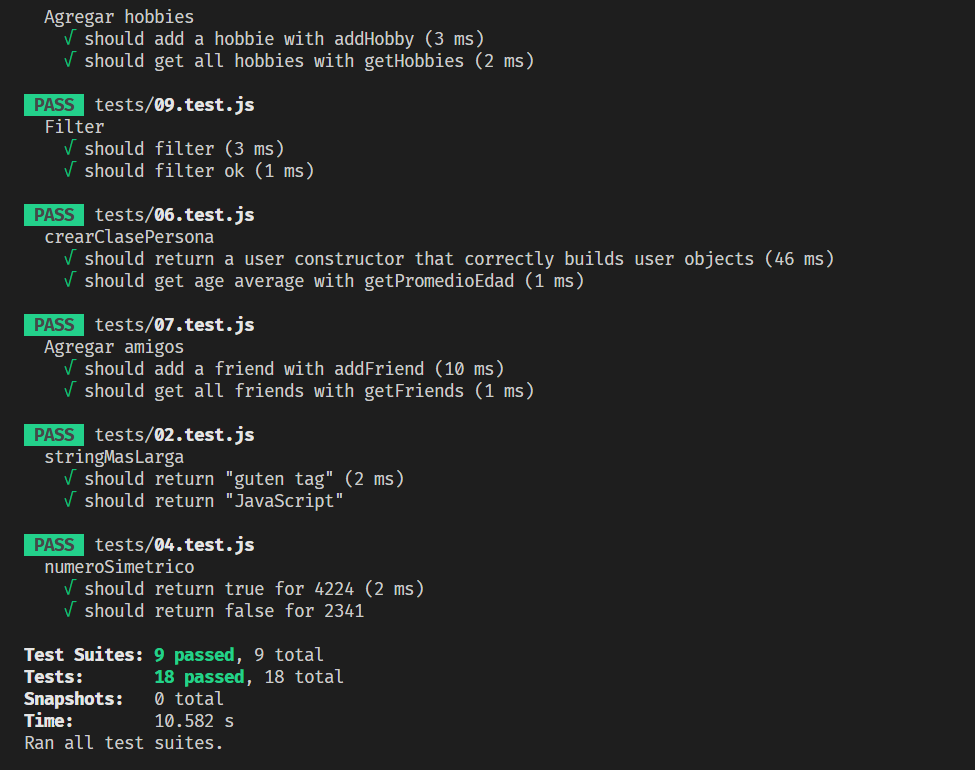 Agregar hobbies
√ should add a hobbie with addHobby (3 ms)
√ should get all hobbies with getHobbies (2 ms)
PASS tests/09.test.js
Filter
√ should filter (3 ms)
√ should filter ok (1 ms)
PASS tests/06.test.js
crearClasePersona
√ should return a user constructor that correctly builds user objects (46 ms)
√ should get age average with getPromedioEdad (1 ms)
PASS tests/07.test.js
Agregar amigos
√ should add a friend with addFriend (10 ms)
√ should get all friends with getFriends (1 ms)
PASS tests/02.test.js
stringMasLarga
√ should return "guten tag" (2 ms)
√ should return "JavaScript"
PASS tests/04.test.js
numeroSimetrico
√ should return true for 4224 (2 ms)
√ should return false for 2341
Test Suites: 9 passed, 9 total
Tests: 18 passed, 18 total
Snapshots: 0 total
Time: 10.582 s
Ran all test suites.